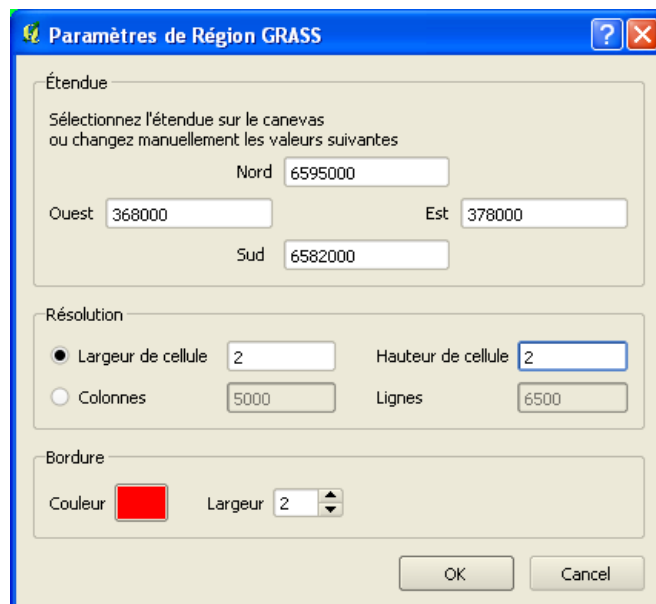 Paramètres de Région GRASS
Étendue
Sélectionnez l'étendue sur le canevas
ou changez manuellement les valeurs suivantes
Nord 6595000
Ouest 368000 Est 378000
Sud 6582000
Résolution
Largeur de cellule 2 Hauteur de cellule 2
Colonnes 5000 Lignes 6500
Bordure
Couleur Largeur 2
OK Cancel